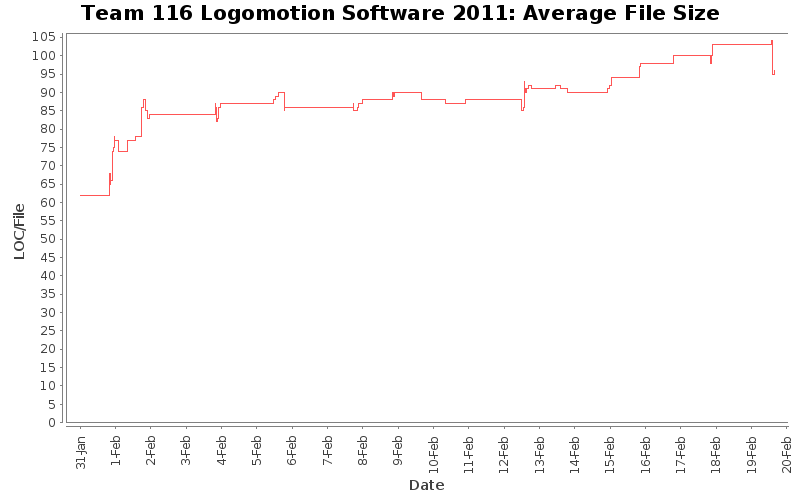 Team 116 Logomotion Software 2011: Average File Size
105
100
95
90
85
80
75
70
65
60
55
50
45
40
35
30
25
20
15
10
5
0
LOC/File
31-Jan
1-Feb
2-Feb
3-Feb
4-Feb
5-Feb
6-Feb
7-Feb
8-Feb
9-Feb
10-Feb
11-Feb
12-Feb
13-Feb
14-Feb
15-Feb
16-Feb
17-Feb
18-Feb
19-Feb
20-Feb
Date